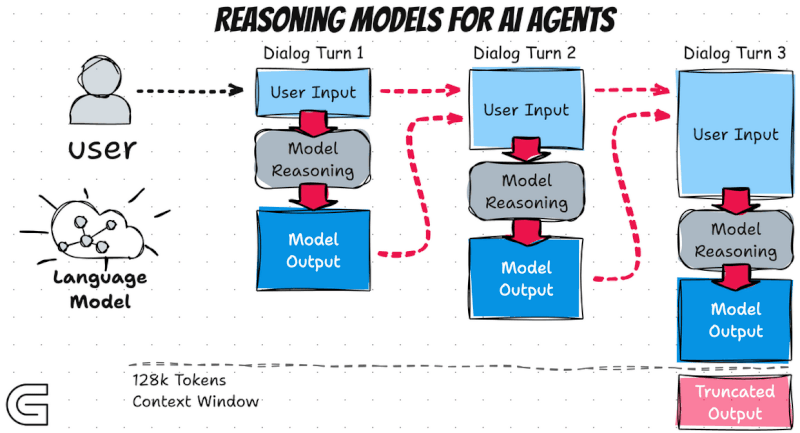 REASONING MODELS FOR AI AGENTS
Dialog Turn 1
Dialog Turn 2
Dialog Turn 3
user
Language
Model
User Input
Model
Reasoning
Model
Output
User Input
Model
Reasoning
Model
Output
User Input
Model
Reasoning
Model
Output
Truncated
Output
128k Tokens
Context Window